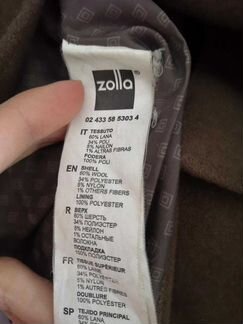 zolla
02 433 58 5303 4
IT TESSUTO
60% LANA
34% POLI
5% NAILON
1% ALTRAS FIBRAS
FODERA
100% POLI
EN SHELL
60% WOOL
34% POLYESTER
5% NYLON
1% OTHERS FIBERS
LINING
100% POLYESTER
R ВЕРХ
60% ШЕРСТЬ
34% ПОЛИЭСТЕР
5% НЕЙЛОН
1% ОСТАЛЬНЫЕ
ВОЛОКНА
ПОДКЛАДКА
100% ПОЛИЭСТЕР
FR TISSUE SUPÉRIEUR
60% LAINE
34% POLYESTER
5% NYLON
1% AUTRES FIBRES
DOUBLURE
100% POLYESTER
SP TEJIDO PRINCIPAL